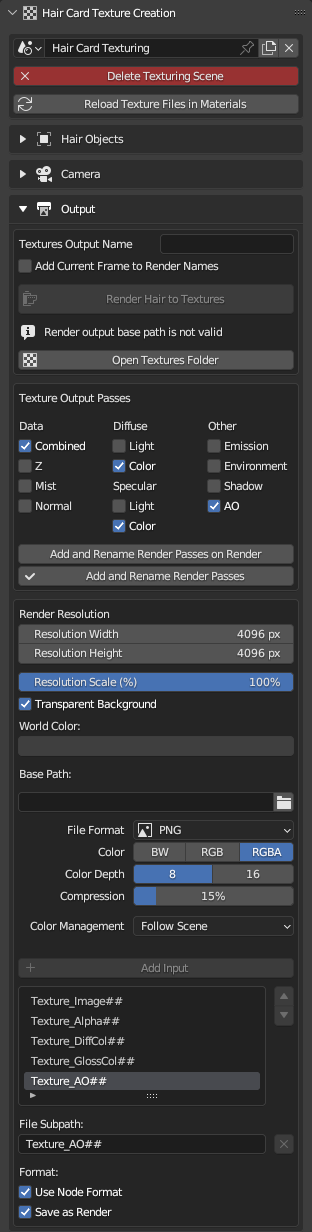 Hair Card Texture Creation
Hair Card Texturing
Delete Texturing Scene
Reload Texture Files in Materials
Hair Objects
Camera
Output
Textures Output Name
Add Current Frame to Render Names
Render Hair to Textures
Render output base path is not valid
Open Textures Folder
Texture Output Passes
Data Diffuse Other
Combined Light Emission
Z Color Environment
Mist Specular Shadow
Normal Light AO
Color
Add and Rename Render Passes on Render
Add and Rename Render Passes
Render Resolution
Resolution Width 4096 px
Resolution Height 4096 px
Resolution Scale (%) 100%
Transparent Background
World Color:
Base Path:
File Format PNG
Color BW RGB RGBA
Color Depth 8 16
Compression 15%
Color Management Follow Scene
Add Input
Texture_Image##
Texture_Alpha##
Texture_DiffCol##
Texture_GlossCol##
Texture_AO##
File Subpath:
Texture_AO##
Format:
Use Node Format
Save as Render